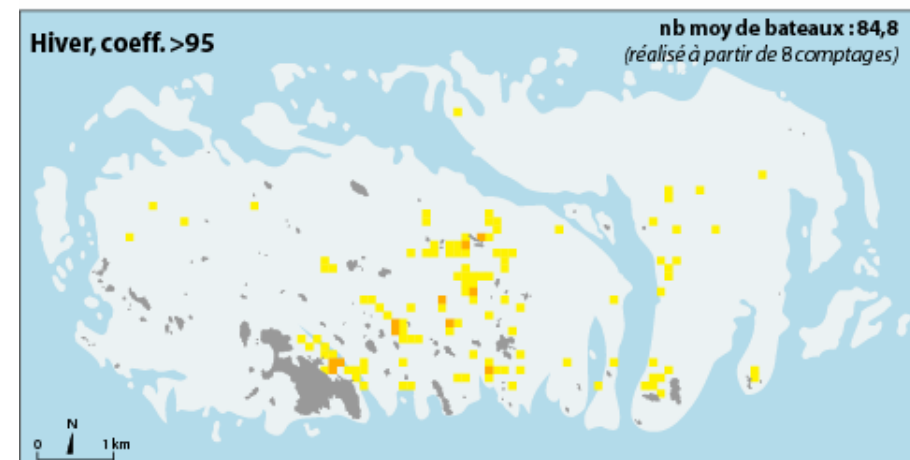 Hiver, coeff. >95
nb moy de bateaux : 84,8
(réalisé à partir de 8 comptages)
N
0 1 km